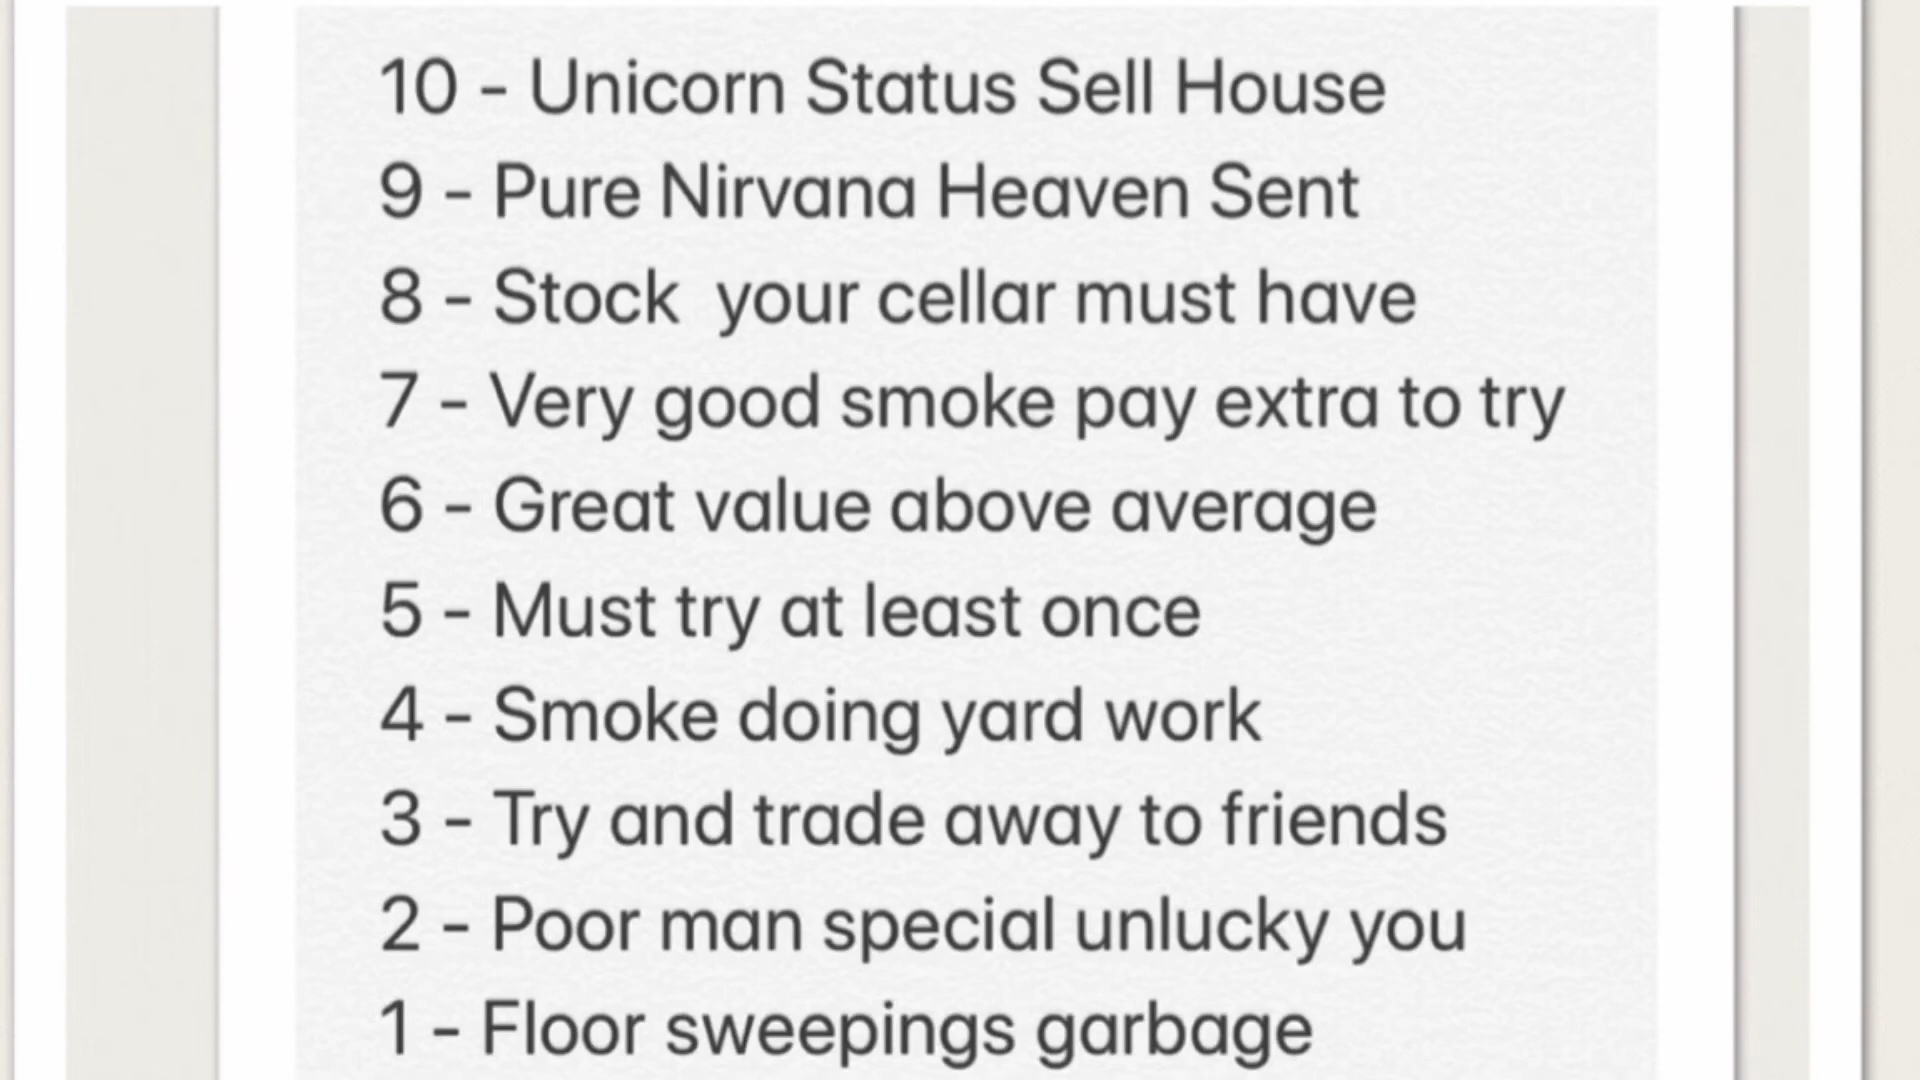 10 - Unicorn Status Sell House
9 - Pure Nirvana Heaven Sent
8 - Stock  your cellar must have
7 - Very good smoke pay extra to try
6 - Great value above average
5 - Must try at least once
4 - Smoke doing yard work
3 - Try and trade away to friends
2 - Poor man special unlucky you
1 - Floor sweepings garbage